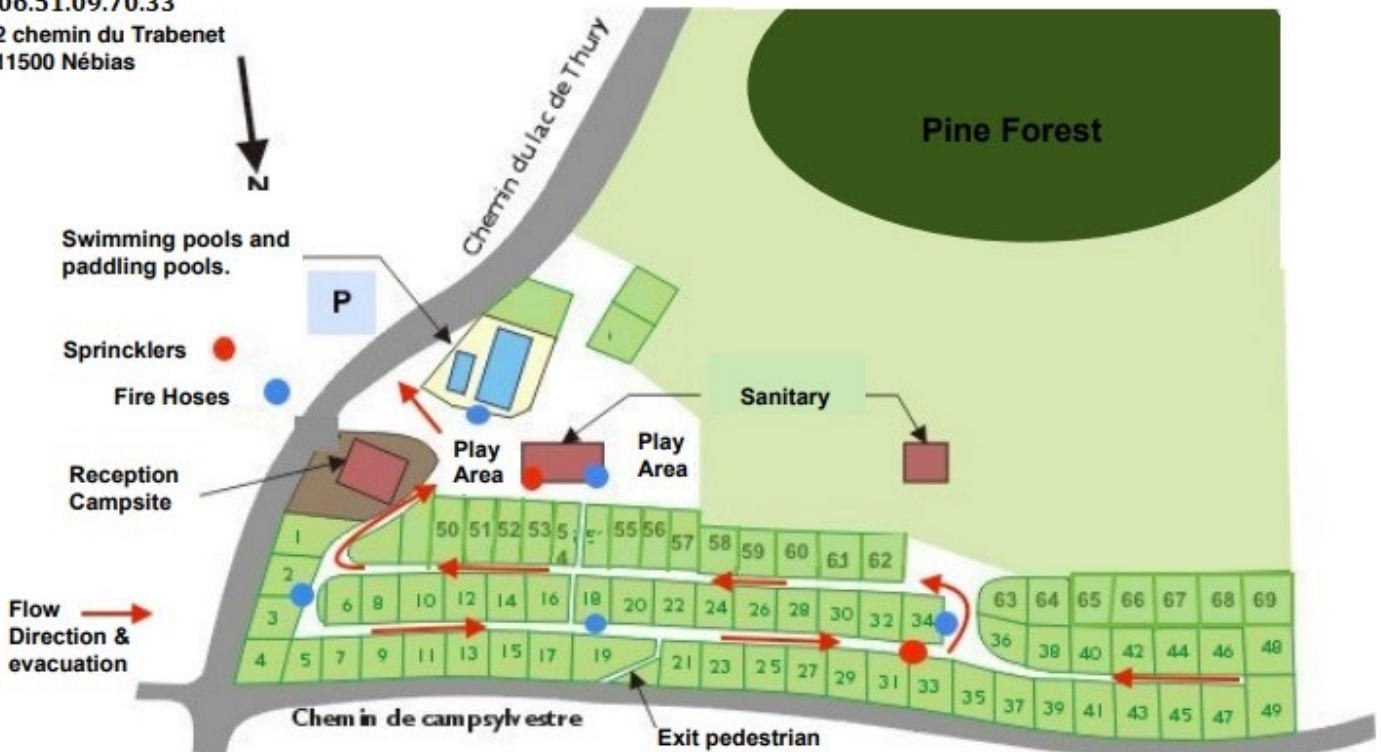 06.51.09.70.33
2 chemin du Trabenet
11500 Nébias
N
Chemin du lac de Thury
Pine Forest
Swimming pools and
paddling pools.
P
Sprincklers
Fire Hoses
Sanitary
Reception
Campsite
Play
Area
Play
Area
50 51 52 53 54 55 56 57 58 59 60 61 62
1
2
3
4
6 8 10 12 14 16 18 20 22 24 26 28 30 32 34
63 64 65 66 67 68 69
36 38 40 42 44 46 48
5 7 9 11 13 15 17 19 21 23 25 27 29 31 33 35 37 39 41 43 45 47 49
Flow
Direction &
evacuation
Chemin de campsylvestre
Exit pedestrian